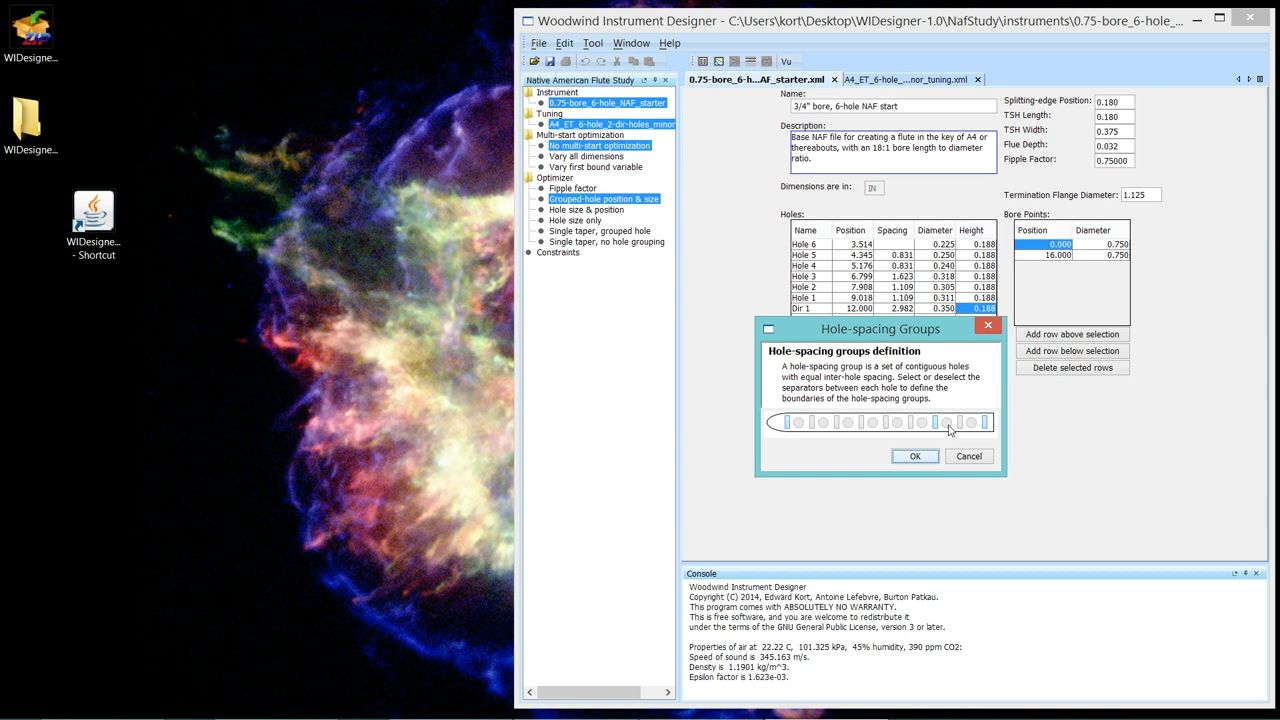 WIDesigne...
WIDesigne...
WIDesigne...
- Shortcut
ZIP
Woodwind Instrument Designer - C:\Users\kort\Desktop\WIDesigner-1.0\NafStudy\instruments\0.75-bore_6-hole_...
File Edit Tool Window Help
Vu
Native American Flute Study
Instrument
0.75-bore_6-hole_NAF_starter
Tuning
A4_ET_6-hole_2-dir-holes_minor
Multi-start optimization
No multi-start optimization
Vary all dimensions
Vary first bound variable
Optimizer
Fipple factor
Grouped-hole position & size
Hole size & position
Hole size only
Single taper, grouped hole
Single taper, no hole grouping
Constraints
0.75-bore_6-h...AF_starter.xml A4_ET_6-hole_...nor_tuning.xml
Name:
3/4" bore, 6-hole NAF start
Description:
Base NAF file for creating a flute in the key of A4 or
thereabouts, with an 18:1 bore length to diameter
ratio.
Dimensions are in: IN
Splitting-edge Position: 0.180
TSH Length: 0.180
TSH Width: 0.375
Flue Depth: 0.032
Fipple Factor: 0.75000
Termination Flange Diameter: 1.125
Holes:
Name Position Spacing Diameter Height
Hole 6 3.514 0.225 0.188
Hole 5 4.345 0.831 0.250 0.188
Hole 4 5.176 0.831 0.240 0.188
Hole 3 6.799 1.623 0.318 0.188
Hole 2 7.908 1.109 0.305 0.188
Hole 1 9.018 1.109 0.311 0.188
Dir 1 12.000 2.982 0.350 0.188
Bore Points:
Position Diameter
0.000 0.750
16.000 0.750
Add row above selection
Add row below selection
Delete selected rows
Hole-spacing Groups
Hole-spacing groups definition
A hole-spacing group is a set of contiguous holes
with equal inter-hole spacing. Select or deselect the
separators between each hole to define the
boundaries of the hole-spacing groups.
OK Cancel
Console
Woodwind Instrument Designer
Copyright (C) 2014, Edward Kort, Antoine Lefebvre, Burton Patkau.
This program comes with ABSOLUTELY NO WARRANTY.
This is free software, and you are welcome to redistribute it
under the terms of the GNU General Public License, version 3 or later.
Properties of air at 22.22 C, 101.325 kPa, 45% humidity, 390 ppm CO2:
Speed of sound is 345.163 m/s.
Density is 1.1901 kg/m^3.
Epsilon factor is 1.623e-03.